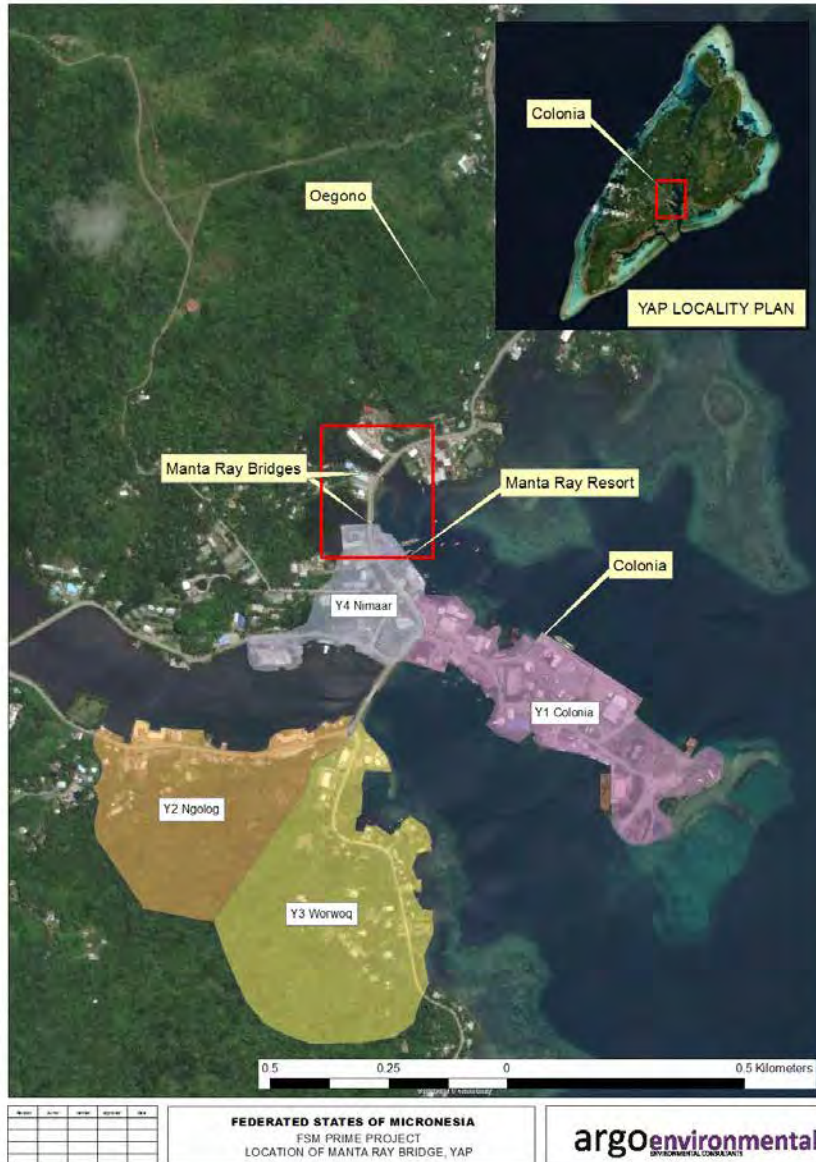 Colonia
Oegono
YAP LOCALITY PLAN
Manta Ray Bridges
Manta Ray Resort
Colonia
Y4 Nimaar
Y1 Colonia
Y2 Ngolog
Y3 Worwoq
0.5 0.25 0 0.5 Kilometers
FEDERATED STATES OF MICRONESIA
FSM PRIME PROJECT
LOCATION OF MANTA RAY BRIDGE, YAP
argoenvironmental
ENVIRONMENTAL CONSULTANTS